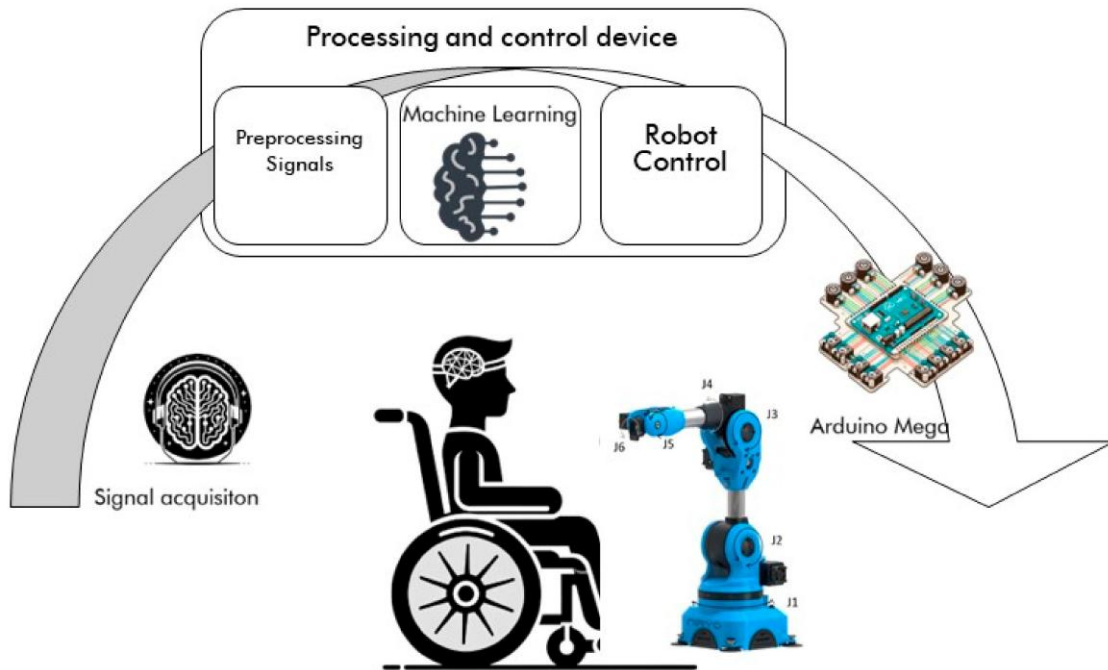 Processing and control device
Preprocessing
Signals
Machine Learning
Robot
Control
Signal acquisiton
Arduino Mega
J4
J3
J6
J5
J2
J1